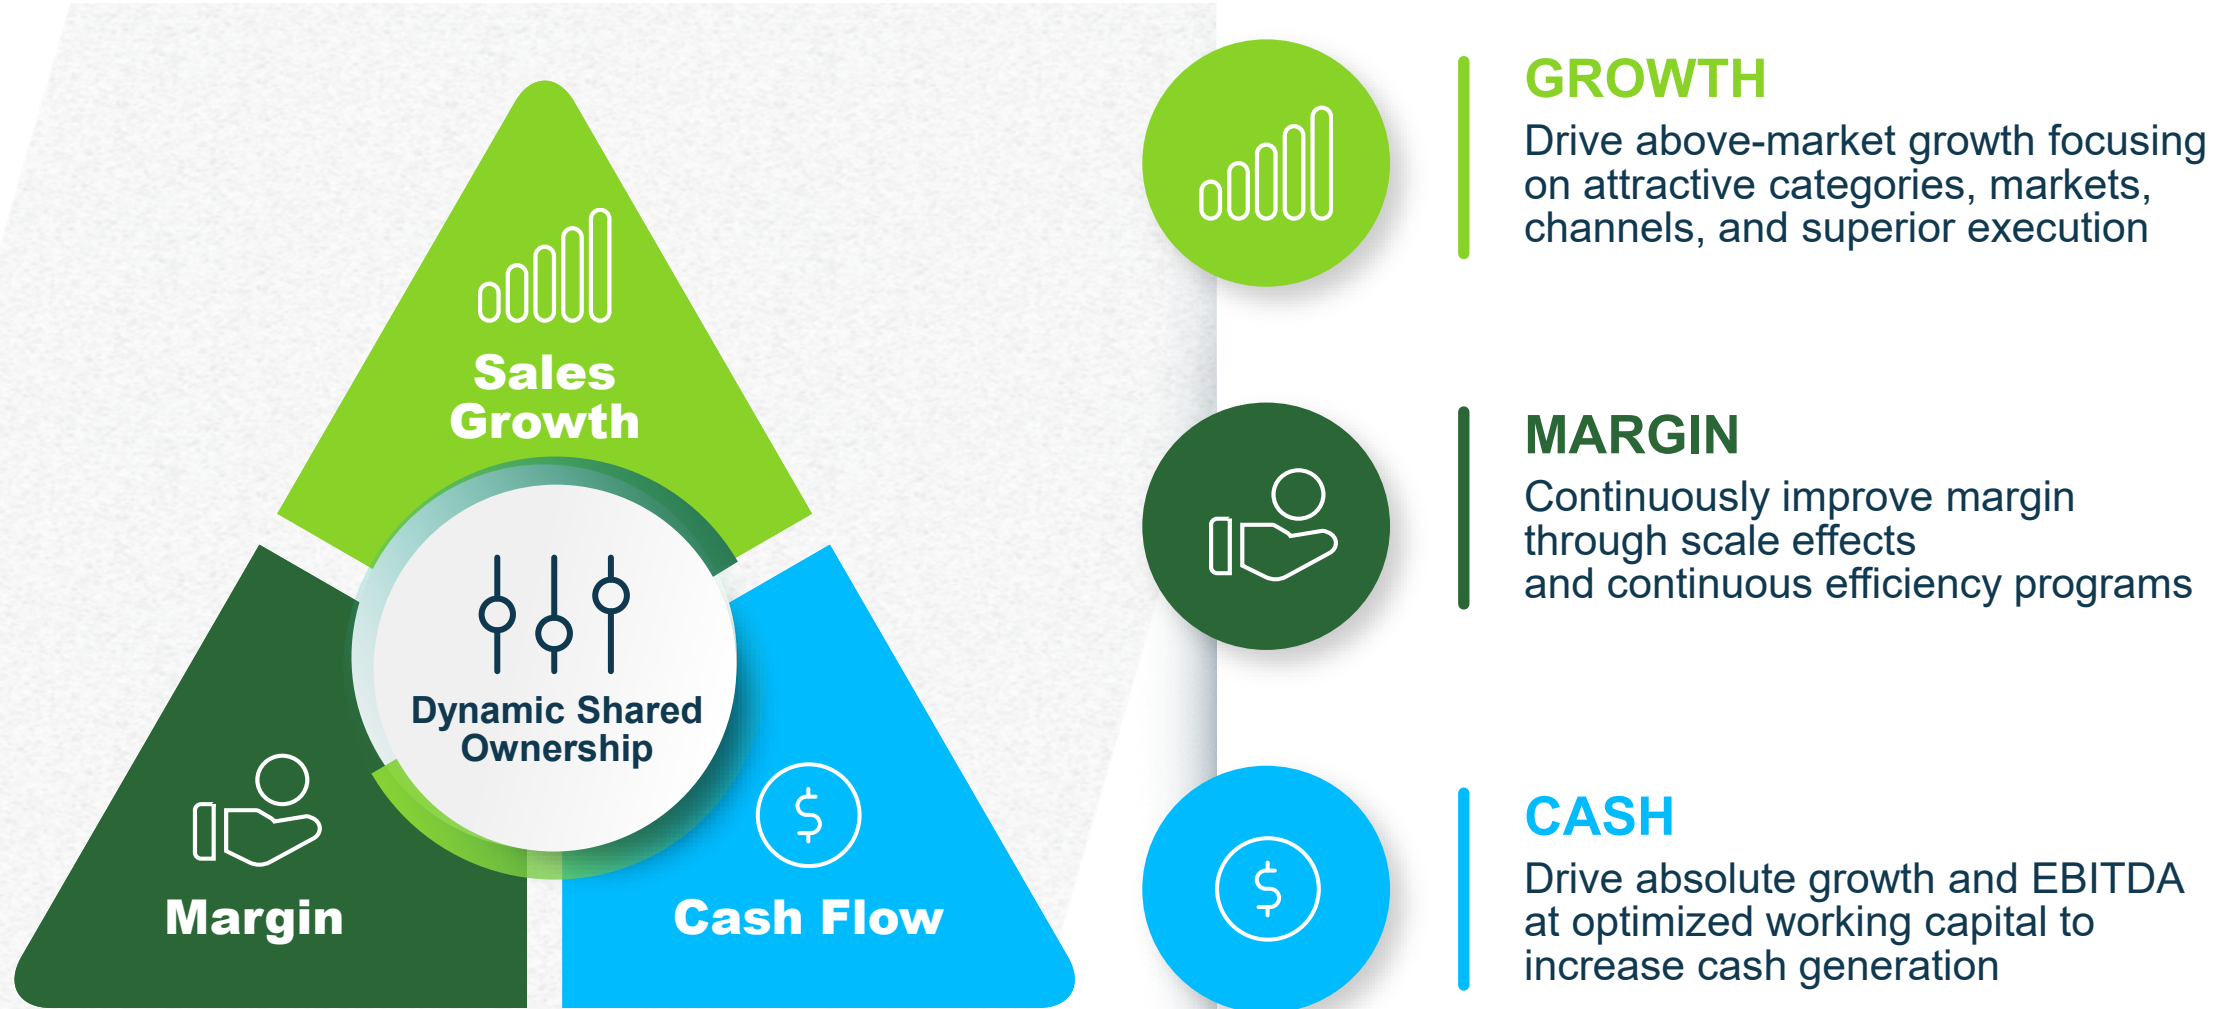 Sales
Growth
Dynamic Shared
Ownership
Margin
$
Cash Flow
GROWTH
Drive above-market growth focusing
on attractive categories, markets,
channels, and superior execution
MARGIN
Continuously improve margin
through scale effects
and continuous efficiency programs
$
CASH
Drive absolute growth and EBITDA
at optimized working capital to
increase cash generation